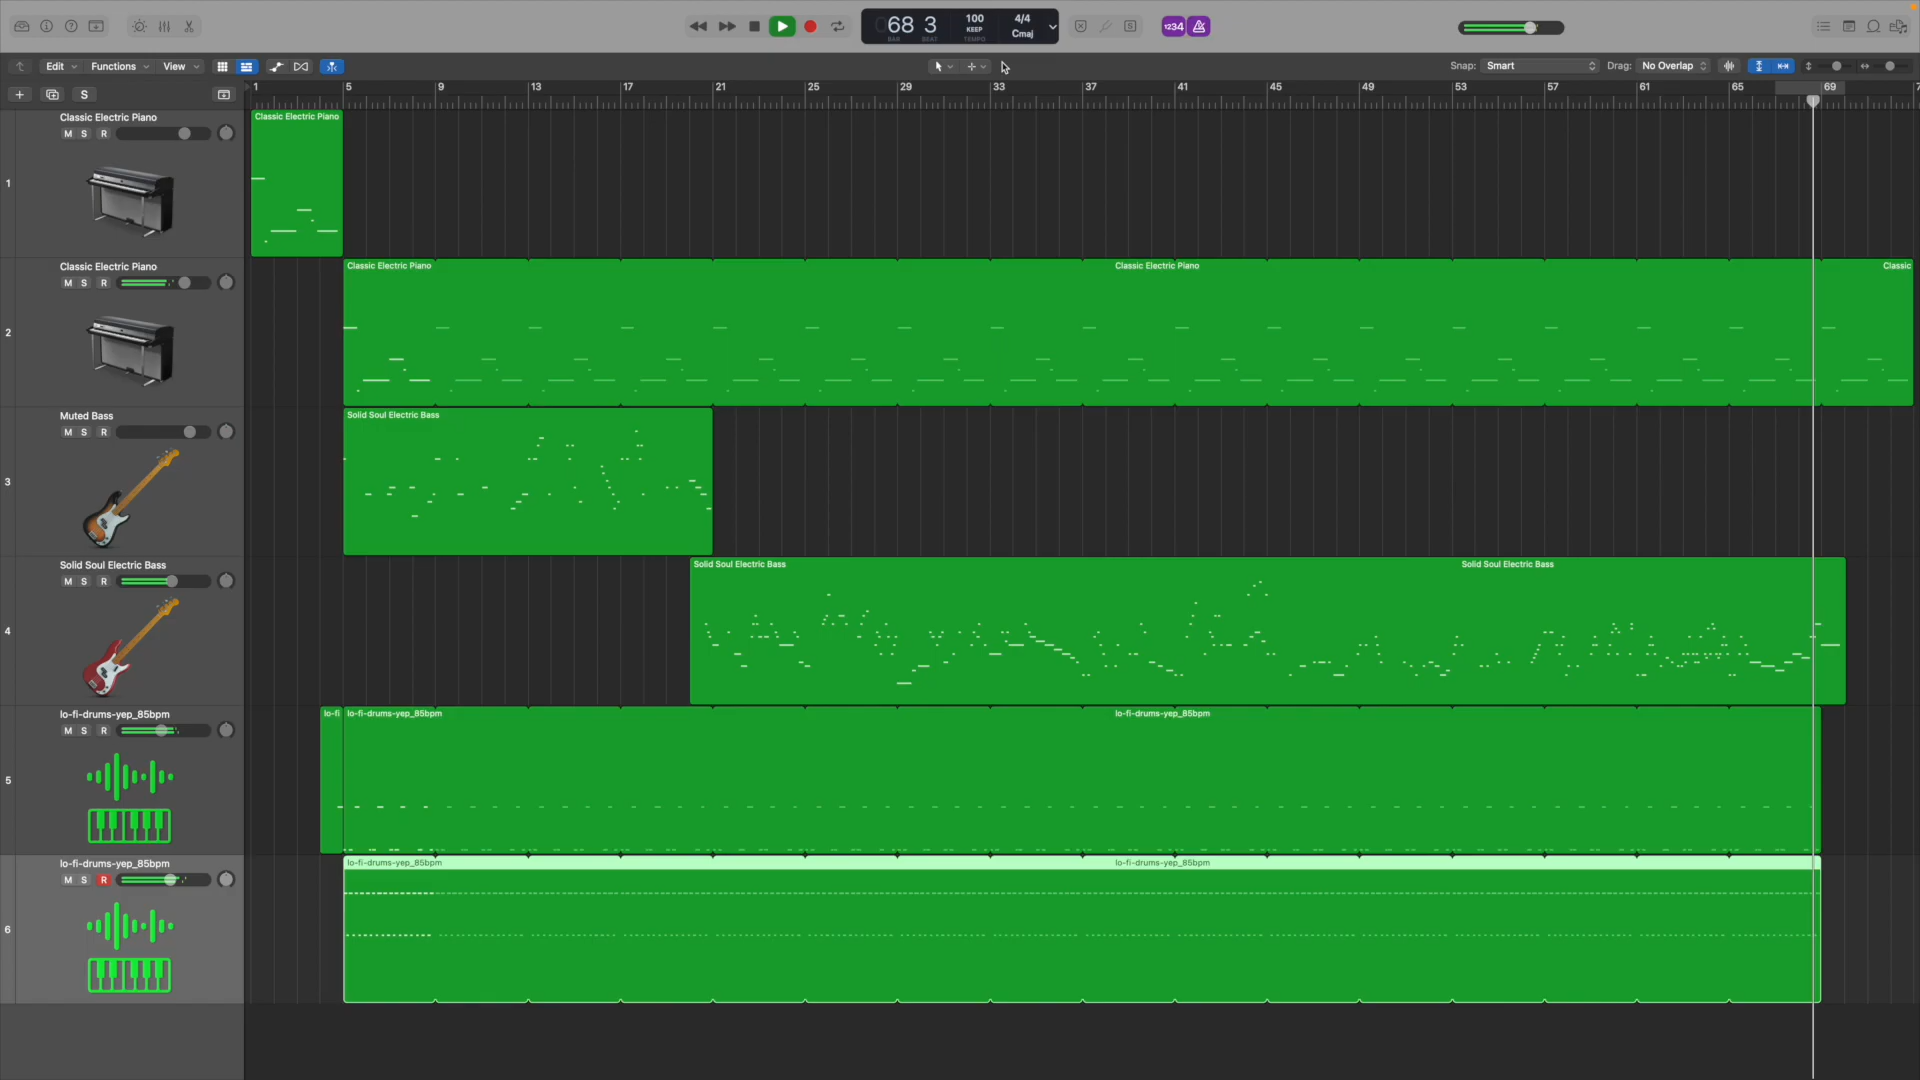 068 3
BAR BEAT
100
KEEP
TEMPO
4/4
Cmaj
1234
S
Edit
Functions
View
Snap: Smart
Drag: No Overlap
S
1 5 9 13 17 21 25 29 33 37 41 45 49 53 57 61 65 69 7
1
Classic Electric Piano
M S R
Classic Electric Piano
2
Classic Electric Piano
M S R
Classic Electric Piano
Classic Electric Piano
Classic
3
Muted Bass
M S R
Solid Soul Electric Bass
4
Solid Soul Electric Bass
M S R
Solid Soul Electric Bass
Solid Soul Electric Bass
5
lo-fi-drums-yep_85bpm
M S R
lo-fi
lo-fi-drums-yep_85bpm
lo-fi-drums-yep_85bpm
6
lo-fi-drums-yep_85bpm
M S R
lo-fi-drums-yep_85bpm
lo-fi-drums-yep_85bpm